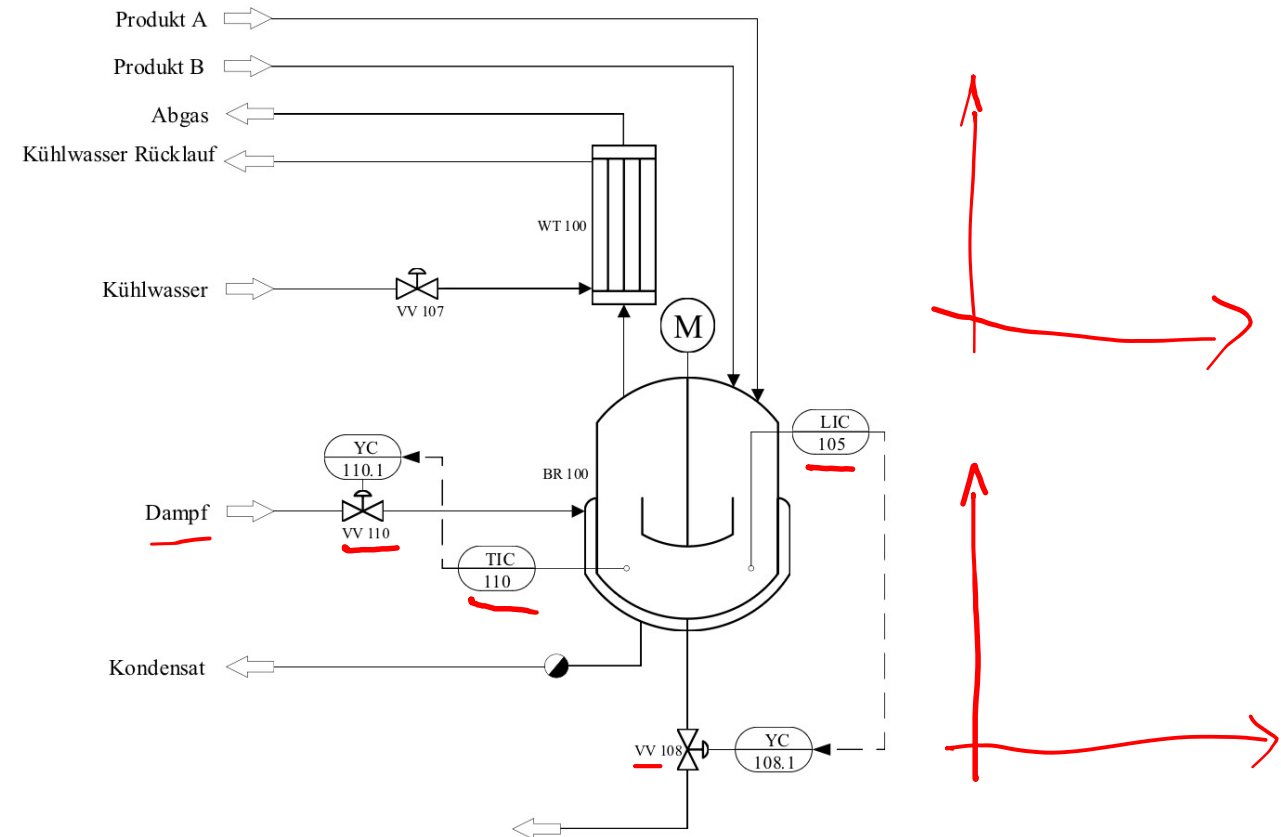 Produkt A
Produkt B
Abgas
Kühlwasser Rücklauf
WT 100
Kühlwasser
VV 107
M
LIC
105
YC
110.1
BR 100
Dampf
VV 110
TIC
110
Kondensat
VV 108
YC
108.1